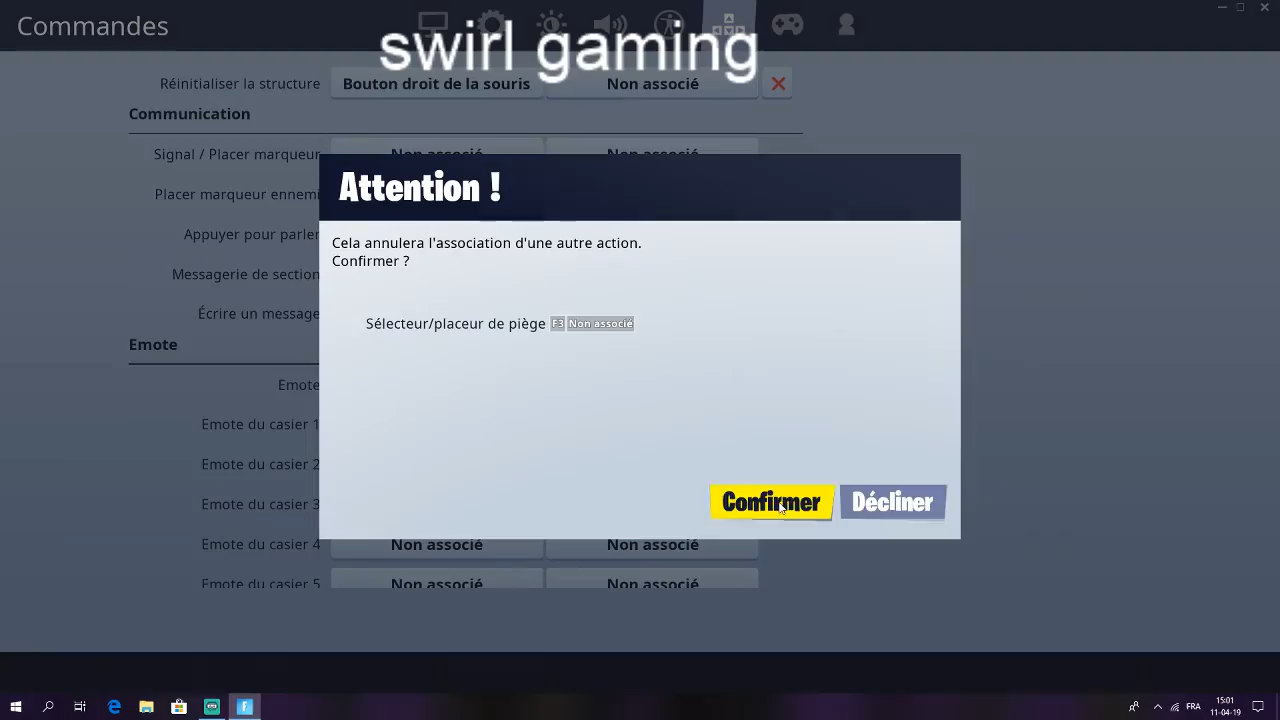 Commandes
swirl gaming
Réinitialiser la structure Bouton droit de la souris Non associé
Communication
Signal / Placer marqueur Non associé Non associé
Placer marqueur ennemi
Attention !
Appuyer pour parler
Cela annulera l'association d'une autre action.
Confirmer ?
Messagerie de section
Écrire un message
Sélecteur/placeur de piège F3 Non associé
Emote
Emote
Emote du casier 1
Emote du casier 2
Emote du casier 3
Confirmer Décliner
Emote du casier 4 Non associé Non associé
Emote du casier 5 Non associé Non associé
FRA
15:01
11-04-19